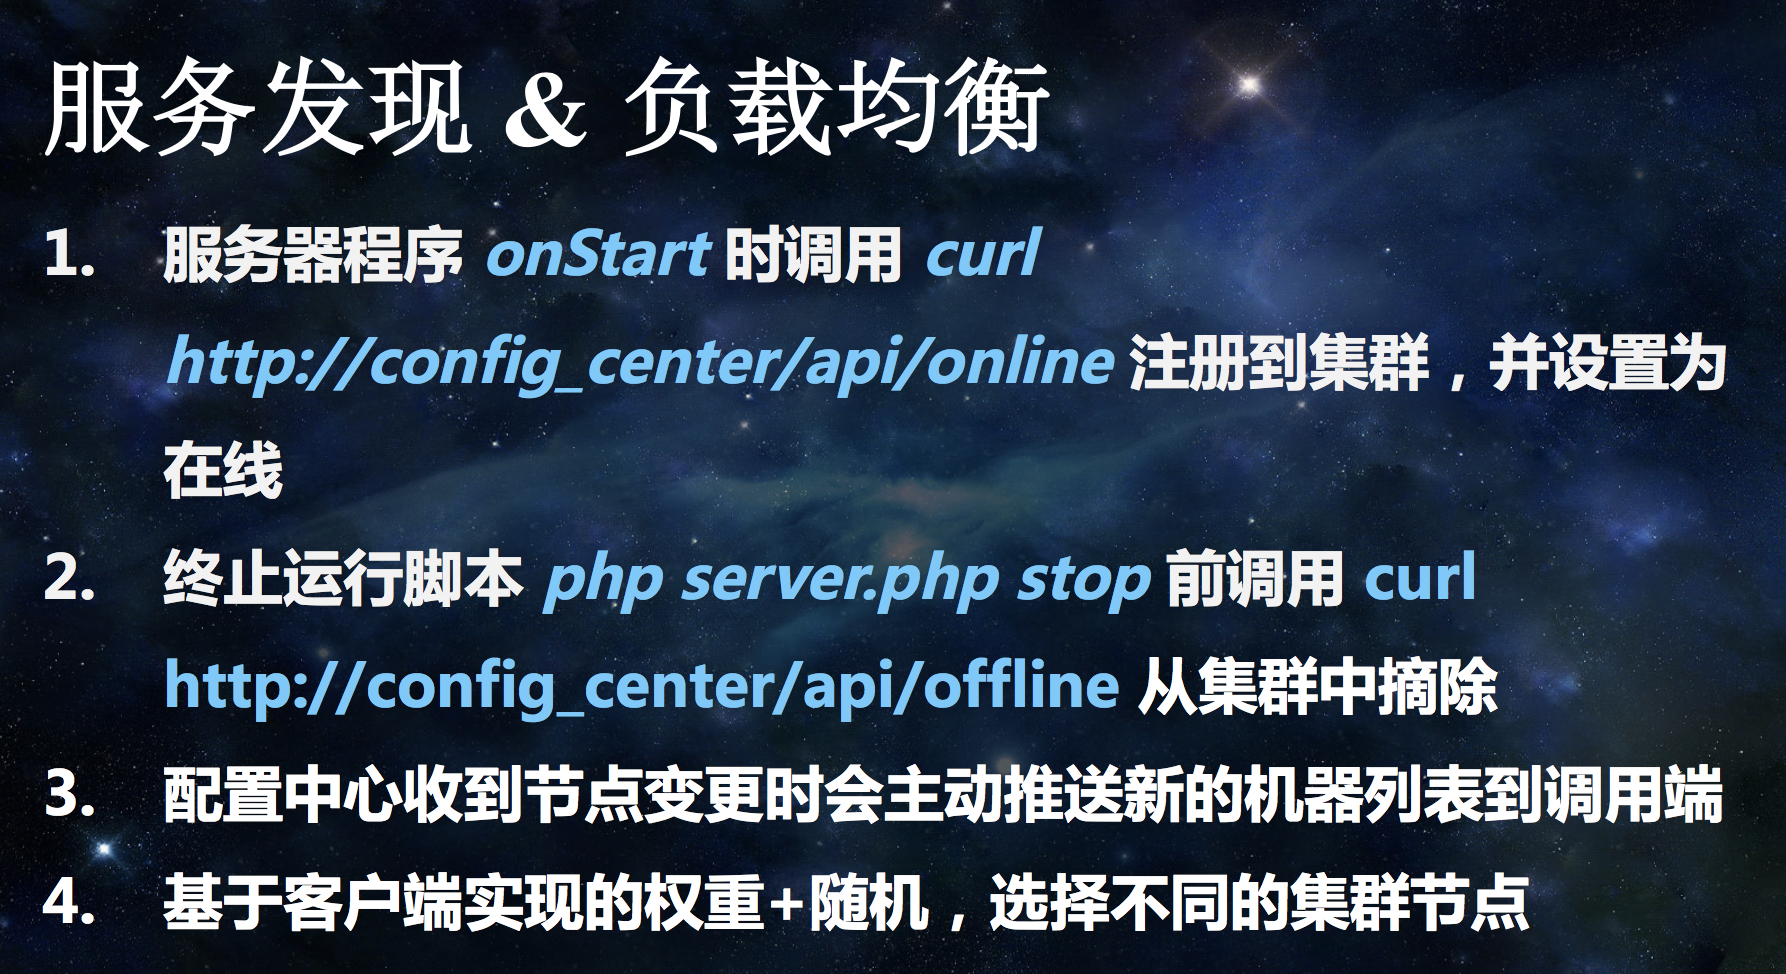 服务发现 & 负载均衡
1. 服务器程序 onStart 时调用 curl
http://config_center/api/online 注册到集群，并设置为
在线
2. 终止运行脚本 php server.php stop 前调用 curl
http://config_center/api/offline 从集群中摘除
3. 配置中心收到节点变更时会主动推送新的机器列表到调用端
4. 基于客户端实现的权重+随机，选择不同的集群节点